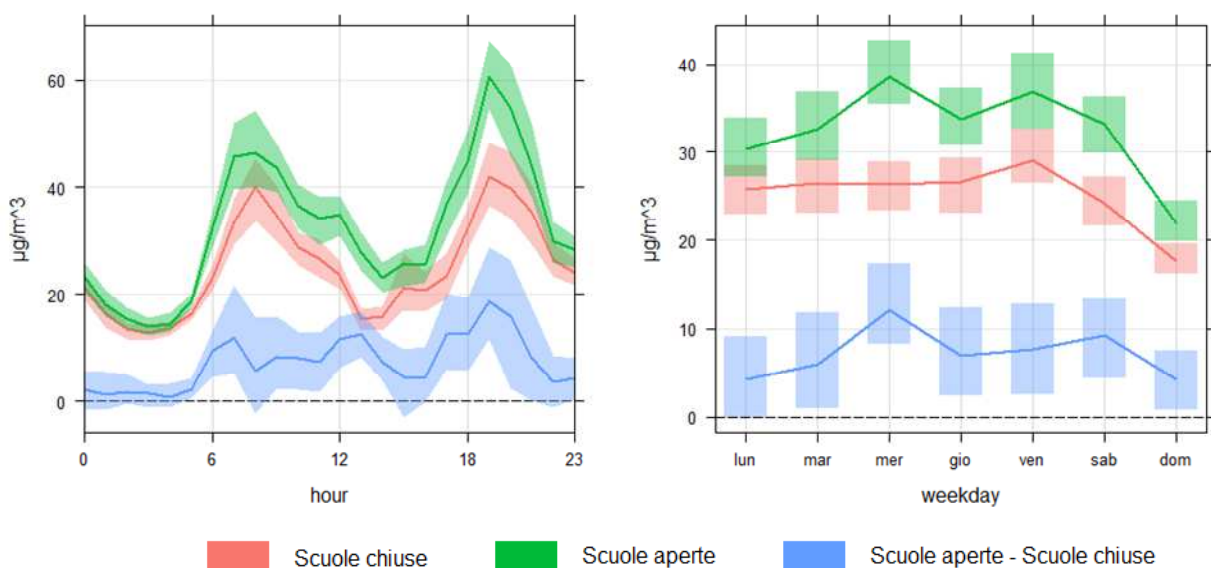 µg/m^3
60
40
20
0
0 6 12 18 23
hour
µg/m^3
40
30
20
10
0
lun mar mer gio ven sab dom
weekday
Scuole chiuse Scuole aperte Scuole aperte - Scuole chiuse